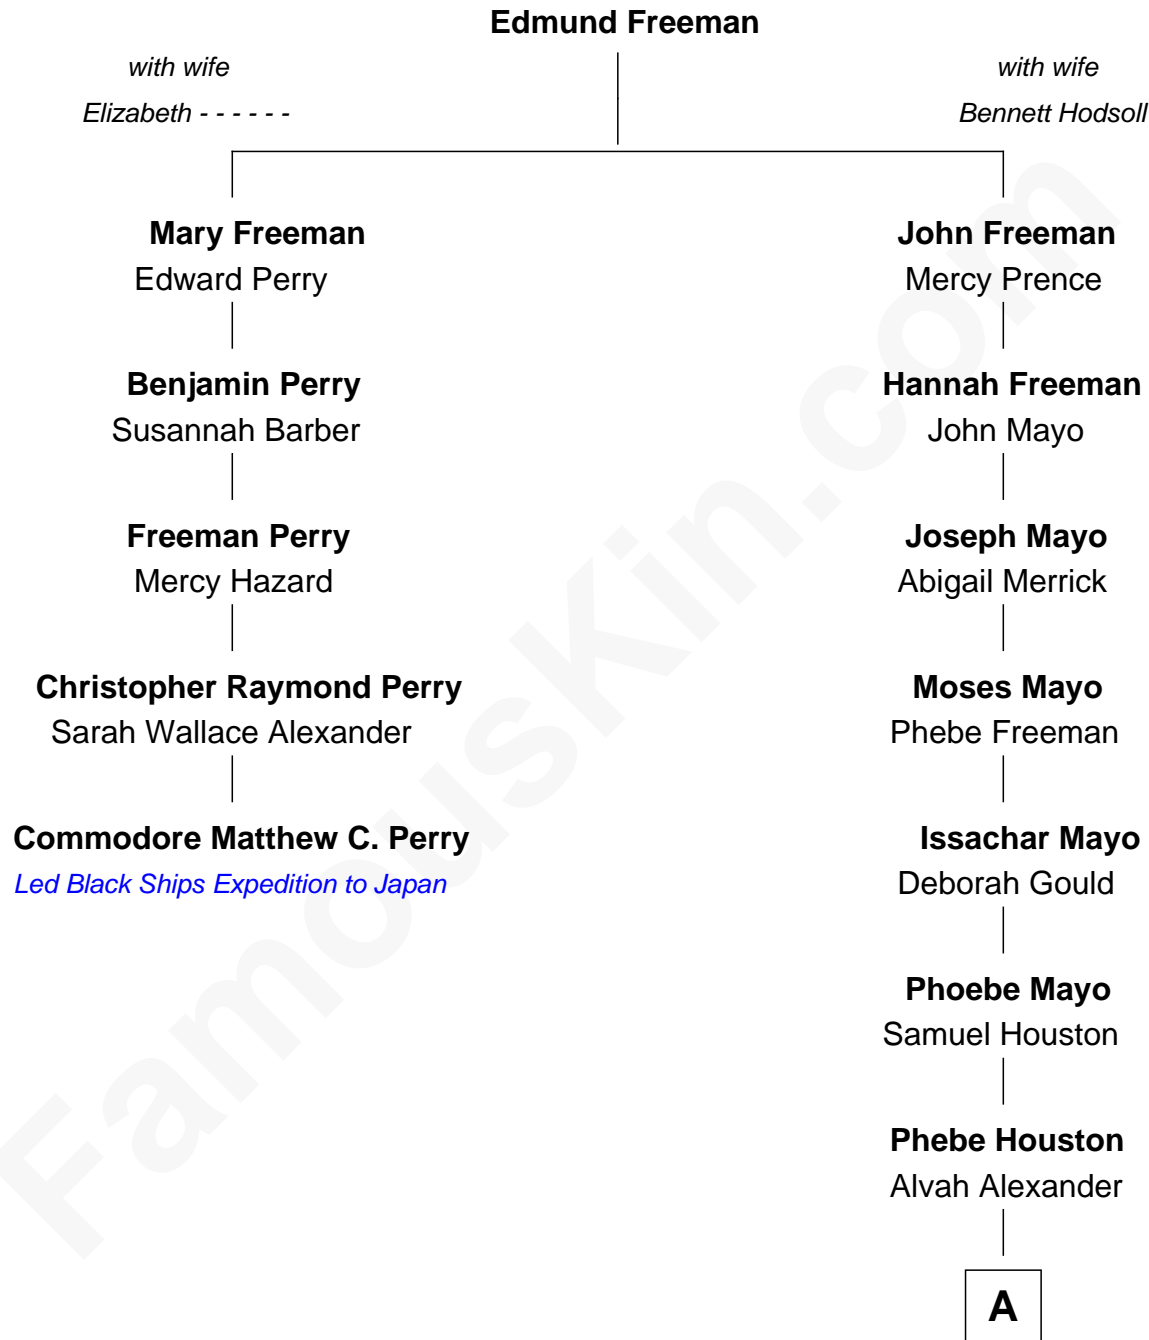 Edmund Freeman
with wife
Elizabeth - - - - - -
with wife
Bennett Hodsoll
Mary Freeman
Edward Perry
Benjamin Perry
Susannah Barber
Freeman Perry
Mercy Hazard
Christopher Raymond Perry
Sarah Wallace Alexander
Commodore Matthew C. Perry
Led Black Ships Expedition to Japan
John Freeman
Mercy Prence
Hannah Freeman
John Mayo
Joseph Mayo
Abigail Merrick
Moses Mayo
Phebe Freeman
Issachar Mayo
Deborah Gould
Phoebe Mayo
Samuel Houston
Phebe Houston
Alvah Alexander
A
FamousKin.com